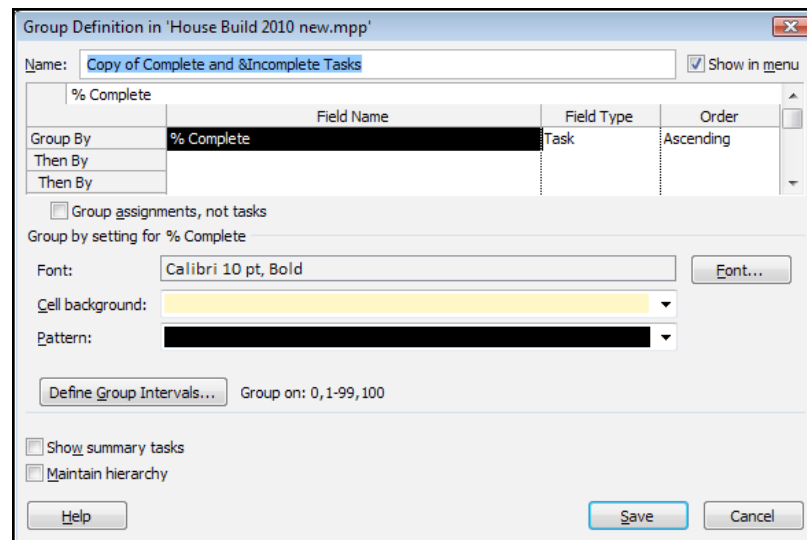 Group Definition in 'House Build 2010 new.mpp'
Name: Copy of Complete and &Incomplete Tasks Show in menu
% Complete
Field Name Field Type Order
Group By % Complete Task Ascending
Then By
Then By
Group assignments, not tasks
Group by setting for % Complete
Font: Calibri 10 pt, Bold Font...
Cell background:
Pattern:
Define Group Intervals... Group on: 0,1-99,100
Show summary tasks
Maintain hierarchy
Help Save Cancel